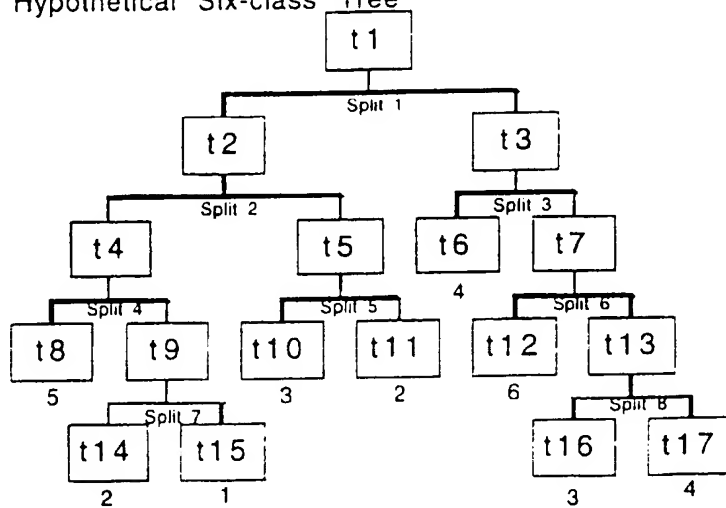 Hypothetical Six-class Tree
t1
Split 1
t2
t3
Split 2
Split 3
t4
t5
t6
t7
4
Split 4
Split 5
Split 6
t8
t9
t10
t11
t12
t13
5
3
2
6
Split 7
Split 8
t14
t15
t16
t17
2
1
3
4